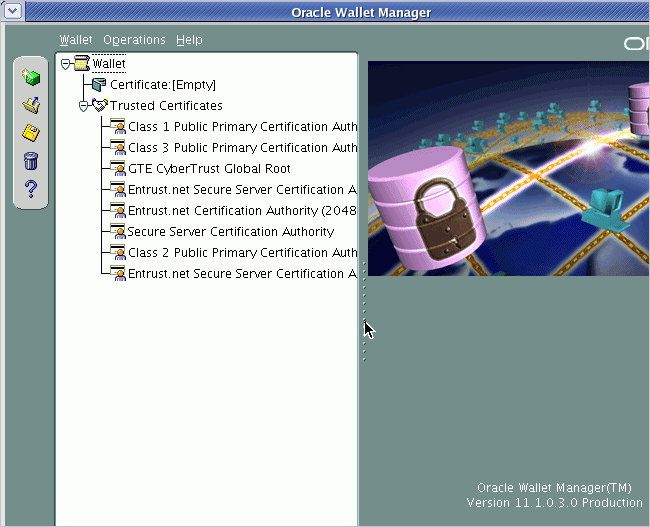 Oracle Wallet Manager
Wallet Operations Help
Wallet
Certificate:[Empty]
Trusted Certificates
Class 1 Public Primary Certification Auth
Class 3 Public Primary Certification Auth
GTE CyberTrust Global Root
Entrust.net Secure Server Certification A
Entrust.net Certification Authority (2048
Secure Server Certification Authority
Class 2 Public Primary Certification Auth
Entrust.net Secure Server Certification A
Oracle Wallet Manager(TM)
Version 11.1.0.3.0 Production